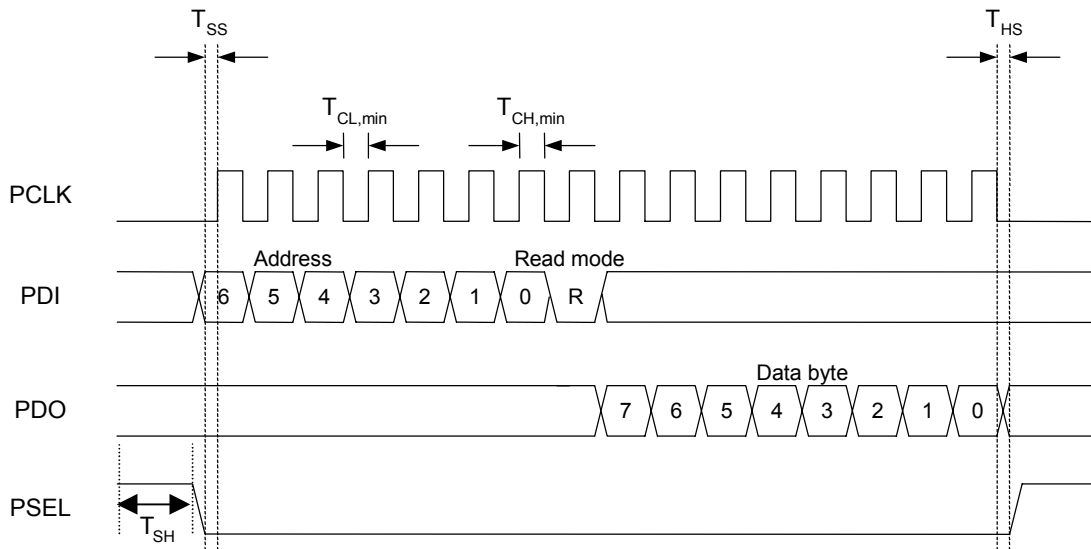 T_SS T_HS
T_CL,min T_CH,min
PCLK
Address Read mode
PDI 6 5 4 3 2 1 0 R
Data byte
PDO 7 6 5 4 3 2 1 0
PSEL
T_SH